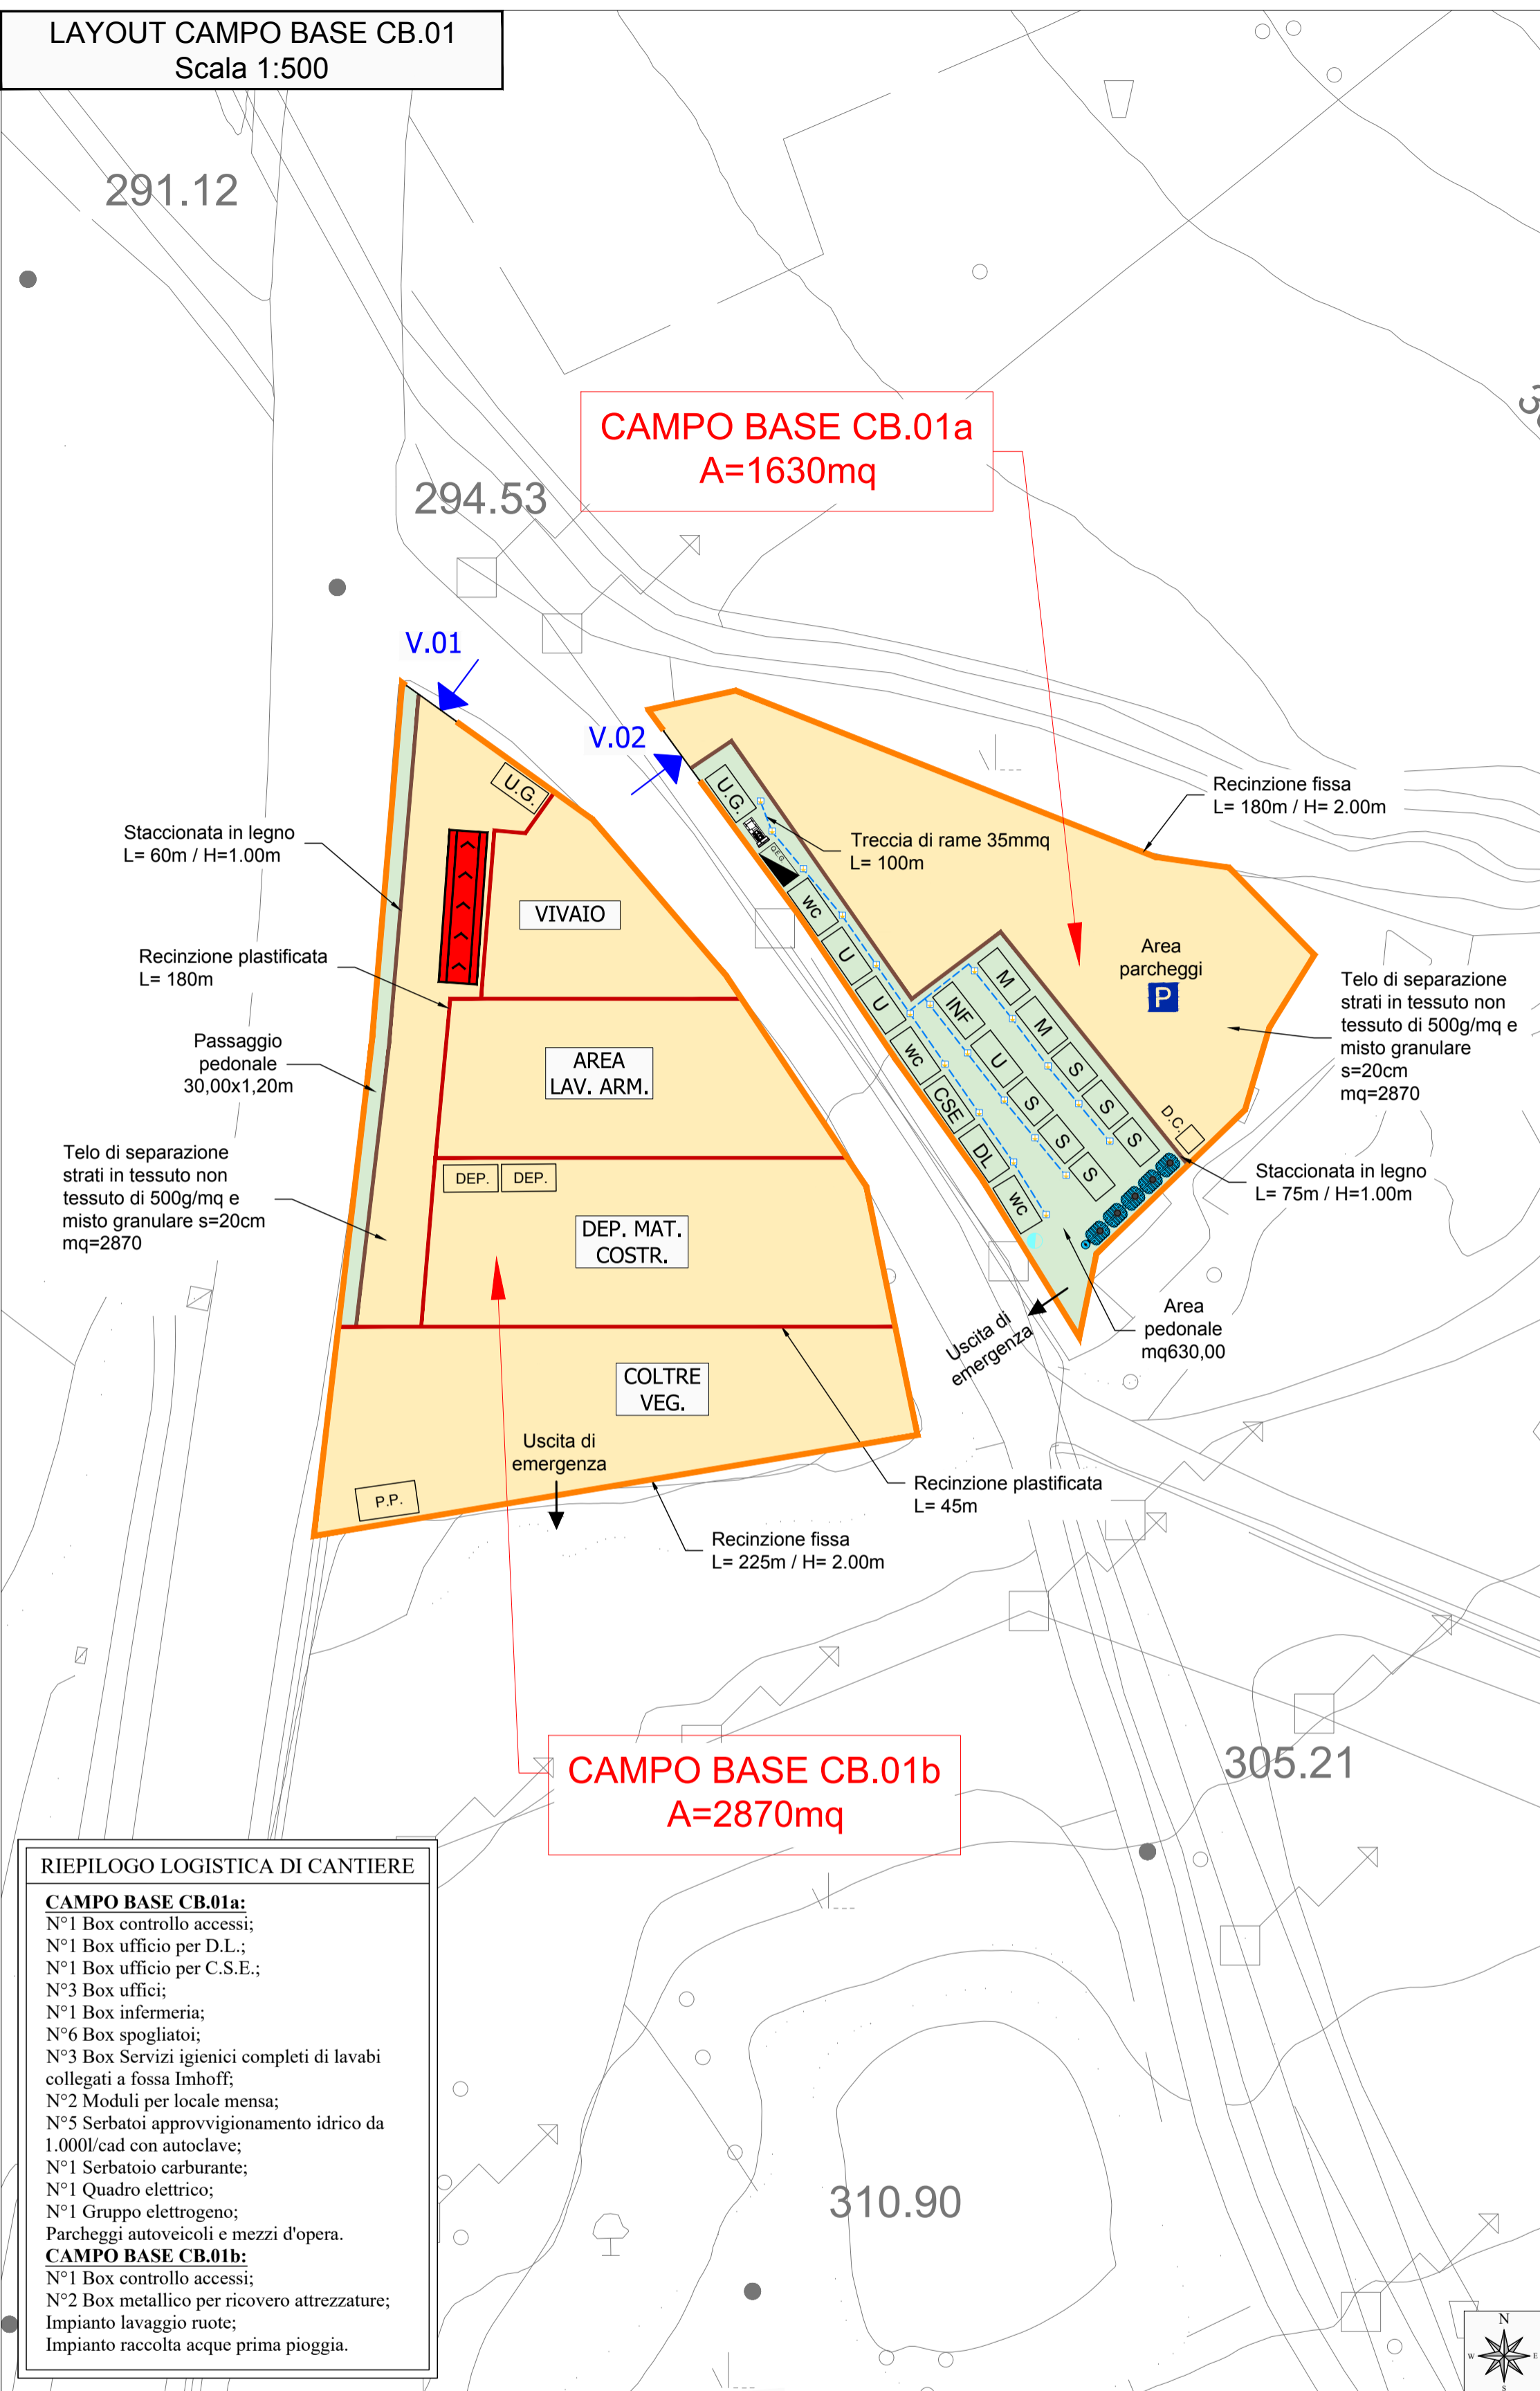 LAYOUT CAMPO BASE CB.01
Scala 1:500
291.12
CAMPO BASE CB.01a
A=1630mq
294.53
V.01
V.02
U.G.
U.G.
Recinzione fissa
L= 180m / H= 2.00m
Staccionata in legno
L= 60m / H=1.00m
Treccia di rame 35mmq
L= 100m
Q.E.G.
VIVAIO
WC
U
U
WC
CSE
DL
WC
INF
U
S
S
S
M
M
S
S
S
Area
parcheggi
P
D.C.
Recinzione plastificata
L= 180m
Telo di separazione
strati in tessuto non
tessuto di 500g/mq e
misto granulare
s=20cm
mq=2870
Passaggio
pedonale
30,00x1,20m
AREA
LAV. ARM.
Telo di separazione
strati in tessuto non
tessuto di 500g/mq e
misto granulare s=20cm
mq=2870
DEP.
DEP.
Staccionata in legno
L= 75m / H=1.00m
DEP. MAT.
COSTR.
Area
pedonale
mq630,00
Uscita di
emergenza
COLTRE
VEG.
Uscita di
emergenza
P.P.
Recinzione plastificata
L= 45m
Recinzione fissa
L= 225m / H= 2.00m
CAMPO BASE CB.01b
A=2870mq
305.21
310.90
RIEPILOGO LOGISTICA DI CANTIERE
CAMPO BASE CB.01a:
N°1 Box controllo accessi;
N°1 Box ufficio per D.L.;
N°1 Box ufficio per C.S.E.;
N°3 Box uffici;
N°1 Box infermeria;
N°6 Box spogliatoi;
N°3 Box Servizi igienici completi di lavabi
collegati a fossa Imhoff;
N°2 Moduli per locale mensa;
N°5 Serbatoi approvvigionamento idrico da
1.000l/cad con autoclave;
N°1 Serbatoio carburante;
N°1 Quadro elettrico;
N°1 Gruppo elettrogeno;
Parcheggi autoveicoli e mezzi d'opera.
CAMPO BASE CB.01b:
N°1 Box controllo accessi;
N°2 Box metallico per ricovero attrezzature;
Impianto lavaggio ruote;
Impianto raccolta acque prima pioggia.
N
W
E
S